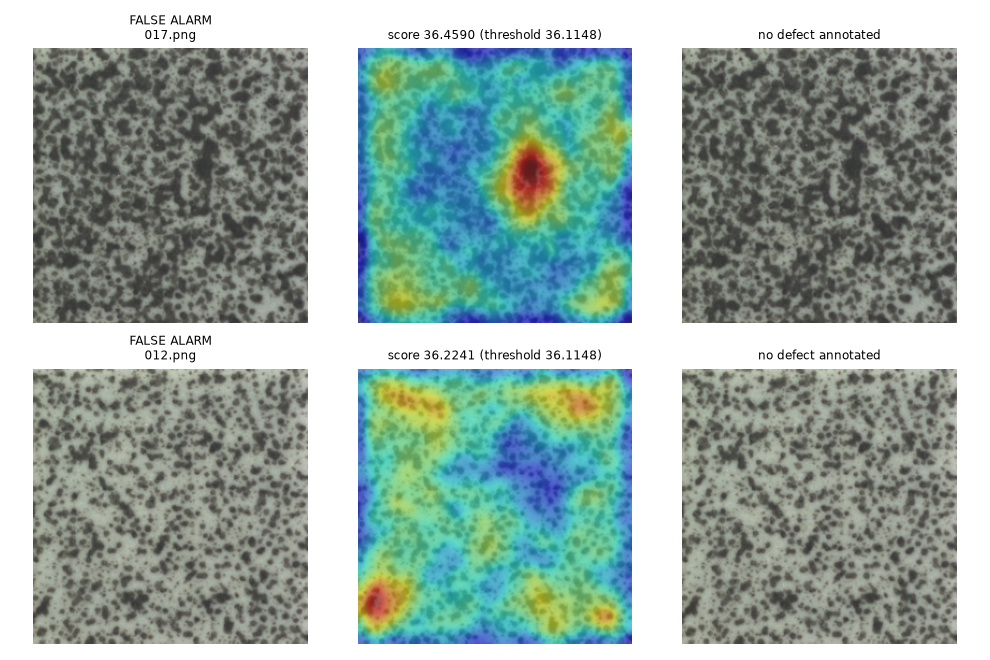 FALSE ALARM
017.png
score 36.4590 (threshold 36.1148)
no defect annotated
FALSE ALARM
012.png
score 36.2241 (threshold 36.1148)
no defect annotated